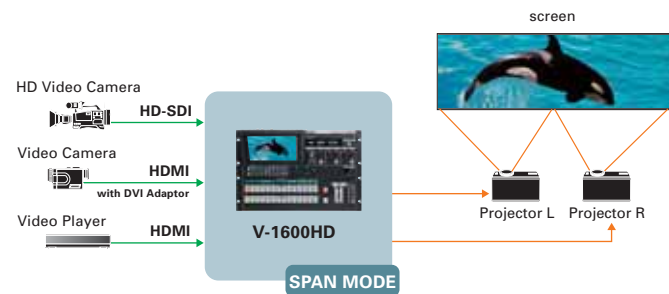 screen
HD Video Camera
HD-SDI
Video Camera
HDMI
with DVI Adaptor
Video Player
HDMI
V-1600HD
Projector L
Projector R
SPAN MODE